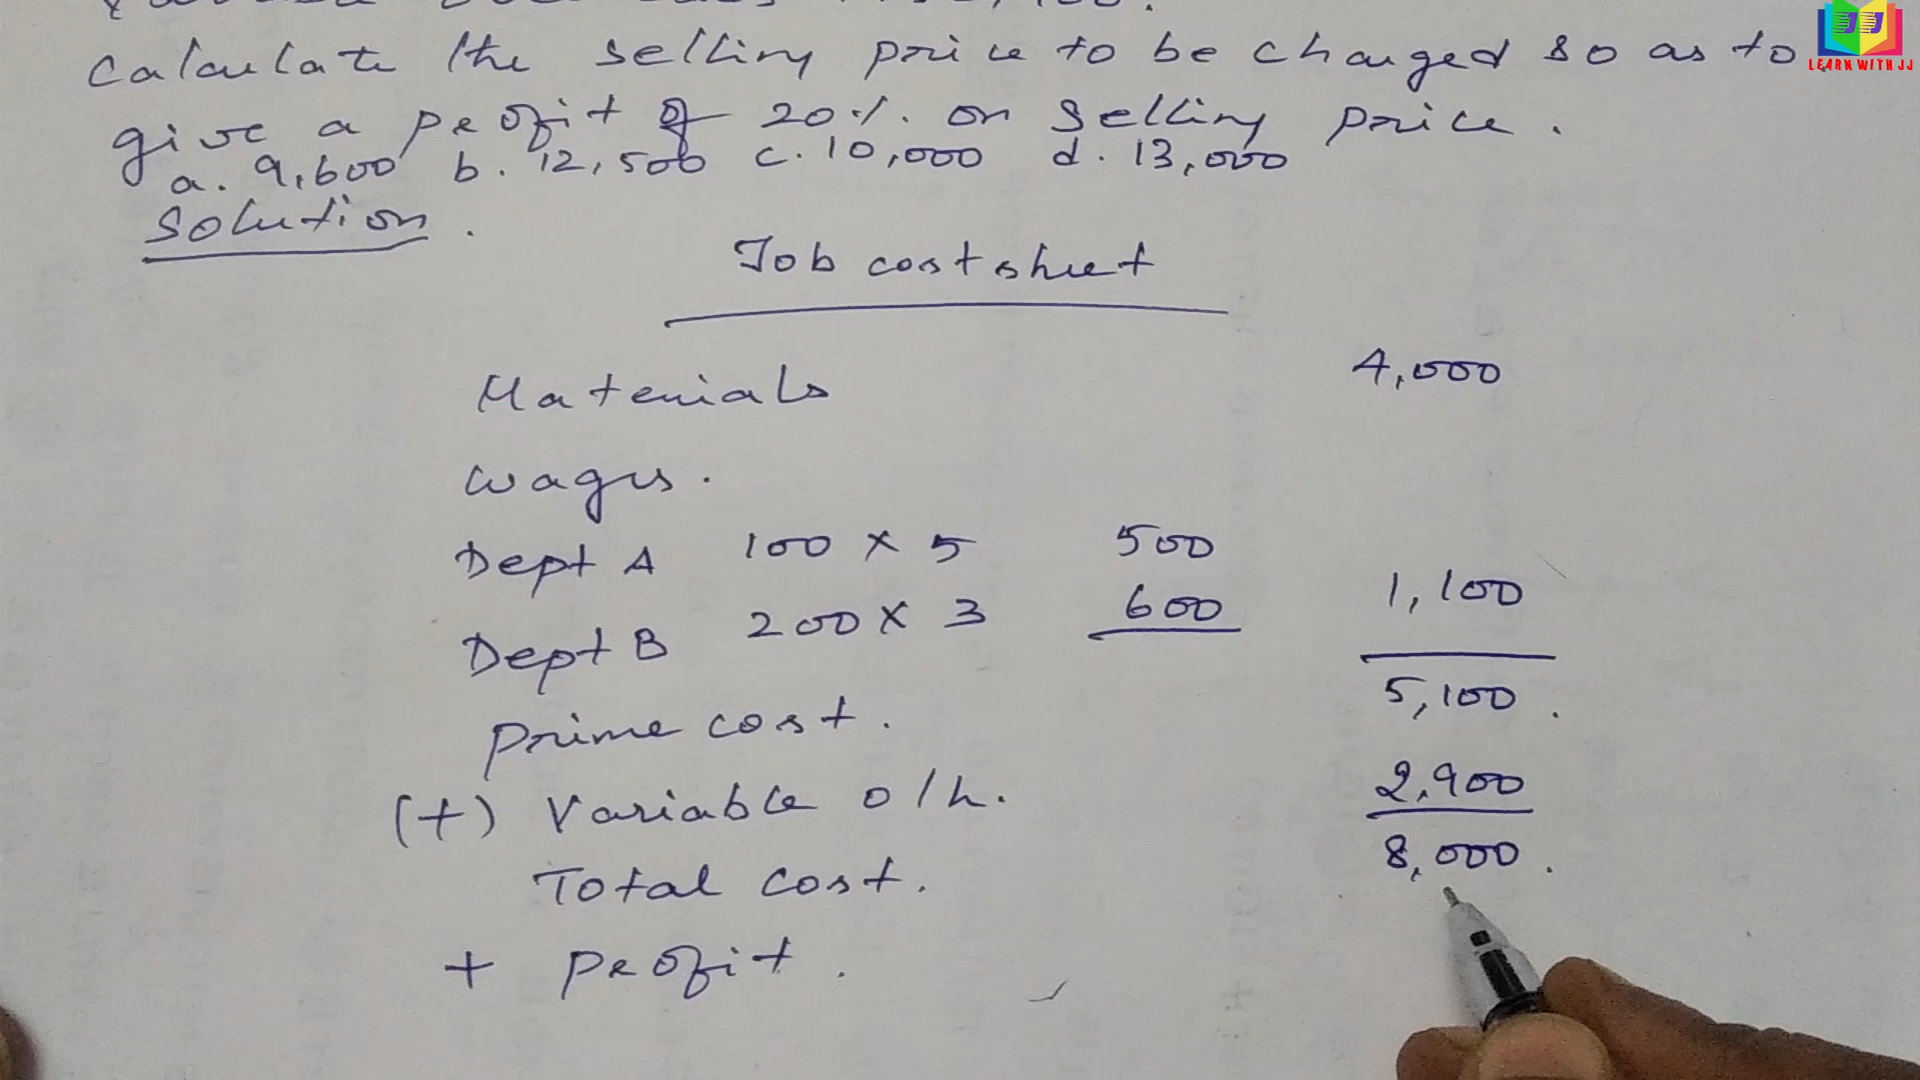 Calculate the selling price to be charged so as to
give a profit of 20%. on selling price.
a. 9,600 b. 12,500 c. 10,000 d. 13,000
Solution.
Job cost sheet
Materials 4,000
Wages.
Dept A 100 x 5 500
Dept B 200 x 3 600 1,100
Prime cost. 5,100.
(+) Variable o/h. 2,900
Total cost. 8,000.
+ Profit.
JJ
LEARN WITH JJ